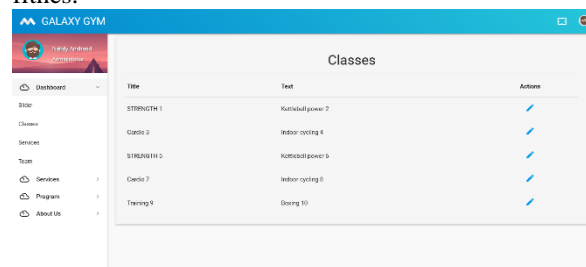 GALAXY GYM
Administrator
Classes
Dashboard
Title Text Actions
Slider
STRENGTH 1 Kettlebell power 2
Classes
Cardio 3 Indoor cycling 4
Services
STRENGTH 5 Kettlebell power 6
Team
Services
Cardio 7 Indoor cycling 8
Program
Training 9 Boxing 10
About Us